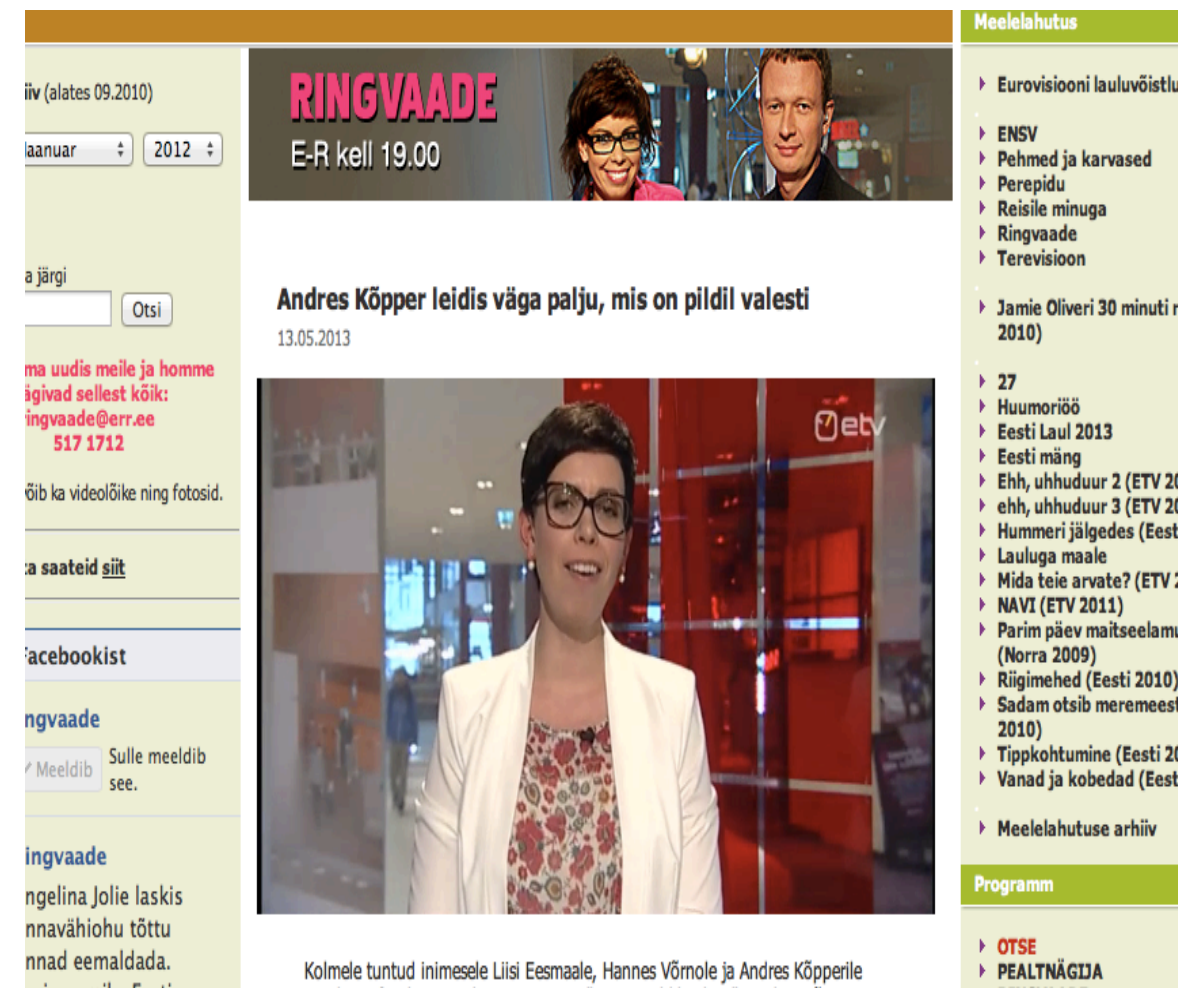 iiv (alates 09.2010)
Jaanuar 2012
a järgi
Otsi
ma uudis meile ja homme
ägivad sellest kõik:
ringvaade@err.ee
517 1712
õib ka videolõike ning fotosid.
ta saateid siit
Facebookist
ngvaade
Meeldib
Sulle meeldib
see.
ingvaade
ngelina Jolie laskis
nnavähiohu tõttu
nnad eemaldada.
RINGVAADE
E-R kell 19.00
Andres Kõpper leidis väga palju, mis on pildil valesti
13.05.2013
etv
Kolmele tuntud inimesele Liisi Eesmaale, Hannes Võrnole ja Andres Kõpperile
Meelelahutus
Eurovisiooni lauluvõistlu
ENSV
Pehmed ja karvased
Perepidu
Reisile minuga
Ringvaade
Terevisioon
Jamie Oliveri 30 minuti r
2010)
27
Huumoriöö
Eesti Laul 2013
Eesti mäng
Ehh, uhhuduur 2 (ETV 20
ehh, uhhuduur 3 (ETV 20
Hummeri jälgedes (Eest
Lauluga maale
Mida teie arvate? (ETV 2
NAVI (ETV 2011)
Parim päev maitseelamu
(Norra 2009)
Riigimehed (Eesti 2010)
Sadam otsib meremeest
2010)
Tippkohtumine (Eesti 20
Vanad ja kobedad (Eest
Meelelahutuse arhiiv
Programm
OTSE
PEALTNÄGIJA